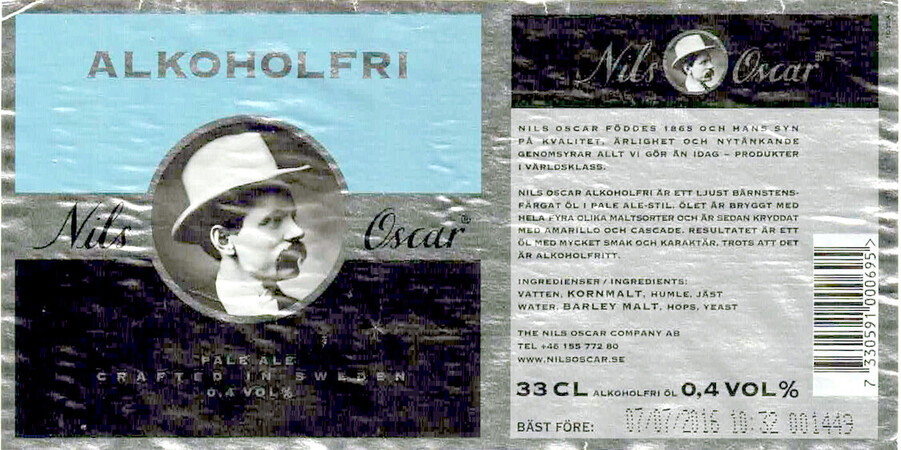 ALKOHOLFRI
Nils Oscar®
PALE ALE
CRAFTED IN SWEDEN
0,4 VOL%
Nils Oscar®
NILS OSCAR FÖDDES 1865 OCH HANS SYN
PÅ KVALITET, ÄRLIGHET OCH NYTÄNKANDE
GENOMSYRAR ALLT VI GÖR ÄN IDAG – PRODUKTER
I VÄRLDSKLASS.
NILS OSCAR ALKOHOLFRI ÄR ETT LJUST BÄRNSTENS-
FÄRGAT ÖL I PALE ALE-STIL. ÖLET ÄR BRYGGT MED
HELA FYRA OLIKA MALTSORTER OCH ÄR SEDAN KRYDDAT
MED AMARILLO OCH CASCADE. RESULTATET ÄR ETT
ÖL MED MYCKET SMAK OCH KARAKTÄR, TROTS ATT DET
ÄR ALKOHOLFRITT.
INGREDIENSER / INGREDIENTS:
VATTEN, KORNMALT, HUMLE, JÄST
WATER, BARLEY MALT, HOPS, YEAST
THE NILS OSCAR COMPANY AB
TEL +46 155 772 80
WWW.NILSOSCAR.SE
33 CL ALKOHOLFRI ÖL 0,4 VOL%
BÄST FÖRE: 07/07/2016 10:32 001449
7 330591 000695>